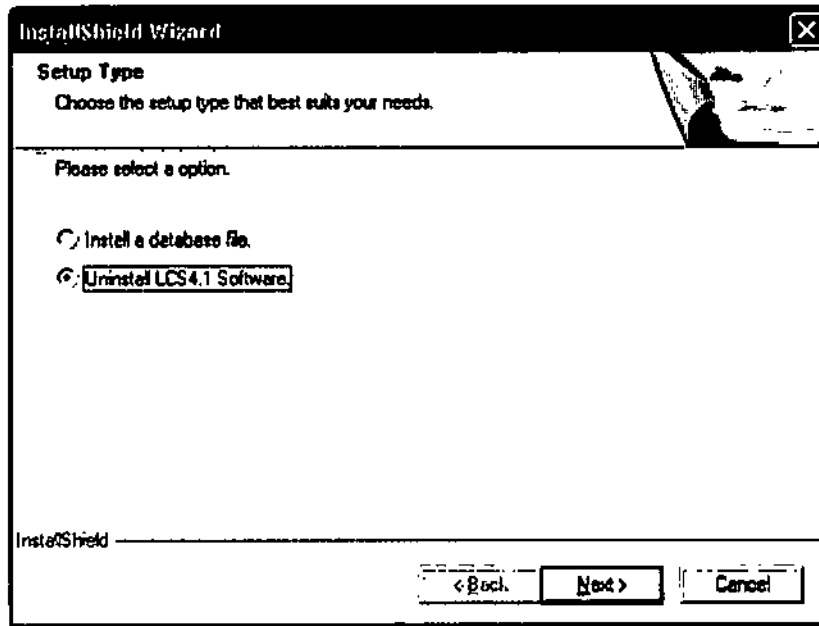 InstallShield Wizard
Setup Type
Choose the setup type that best suits your needs.
Please select a option.
Install a database file.
Uninstall LCS4.1 Software.
InstallShield
< Back Next > Cancel